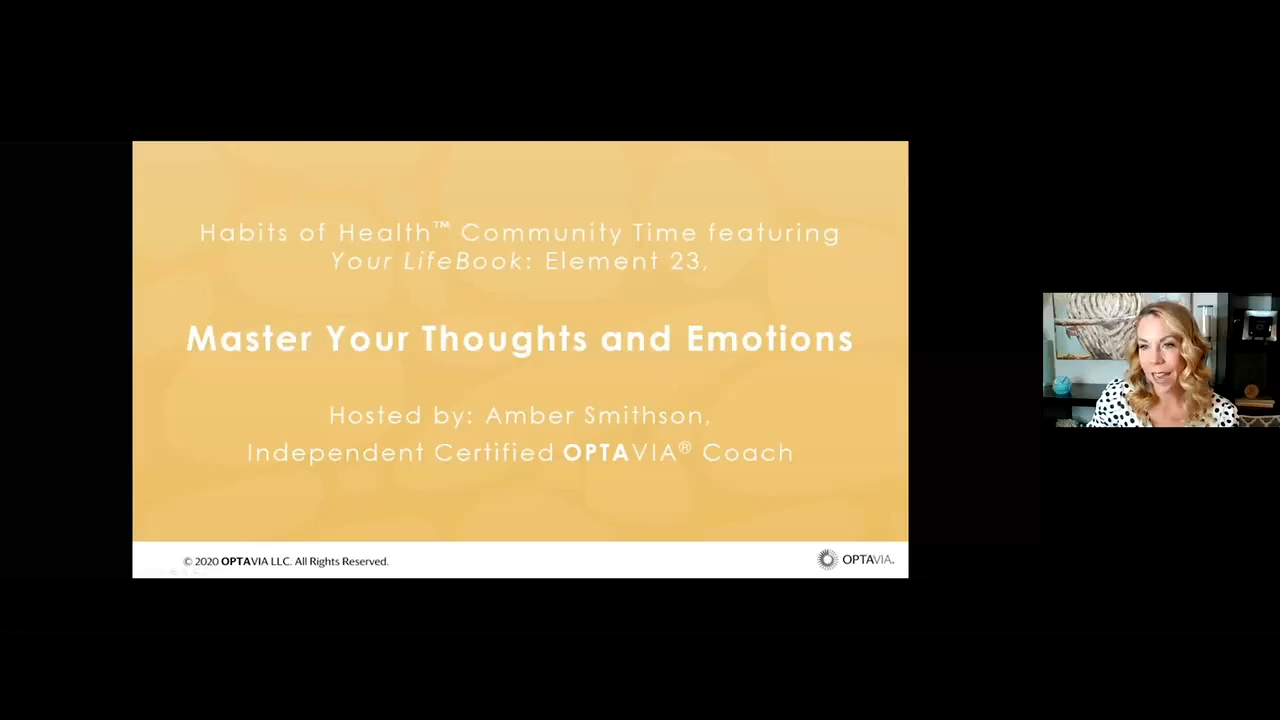 Habits of Health™ Community Time featuring
Your LifeBook: Element 23,
Master Your Thoughts and Emotions
Hosted by: Amber Smithson,
Independent Certified OPTAVIA® Coach
© 2020 OPTAVIA LLC. All Rights Reserved.
OPTAVIA.